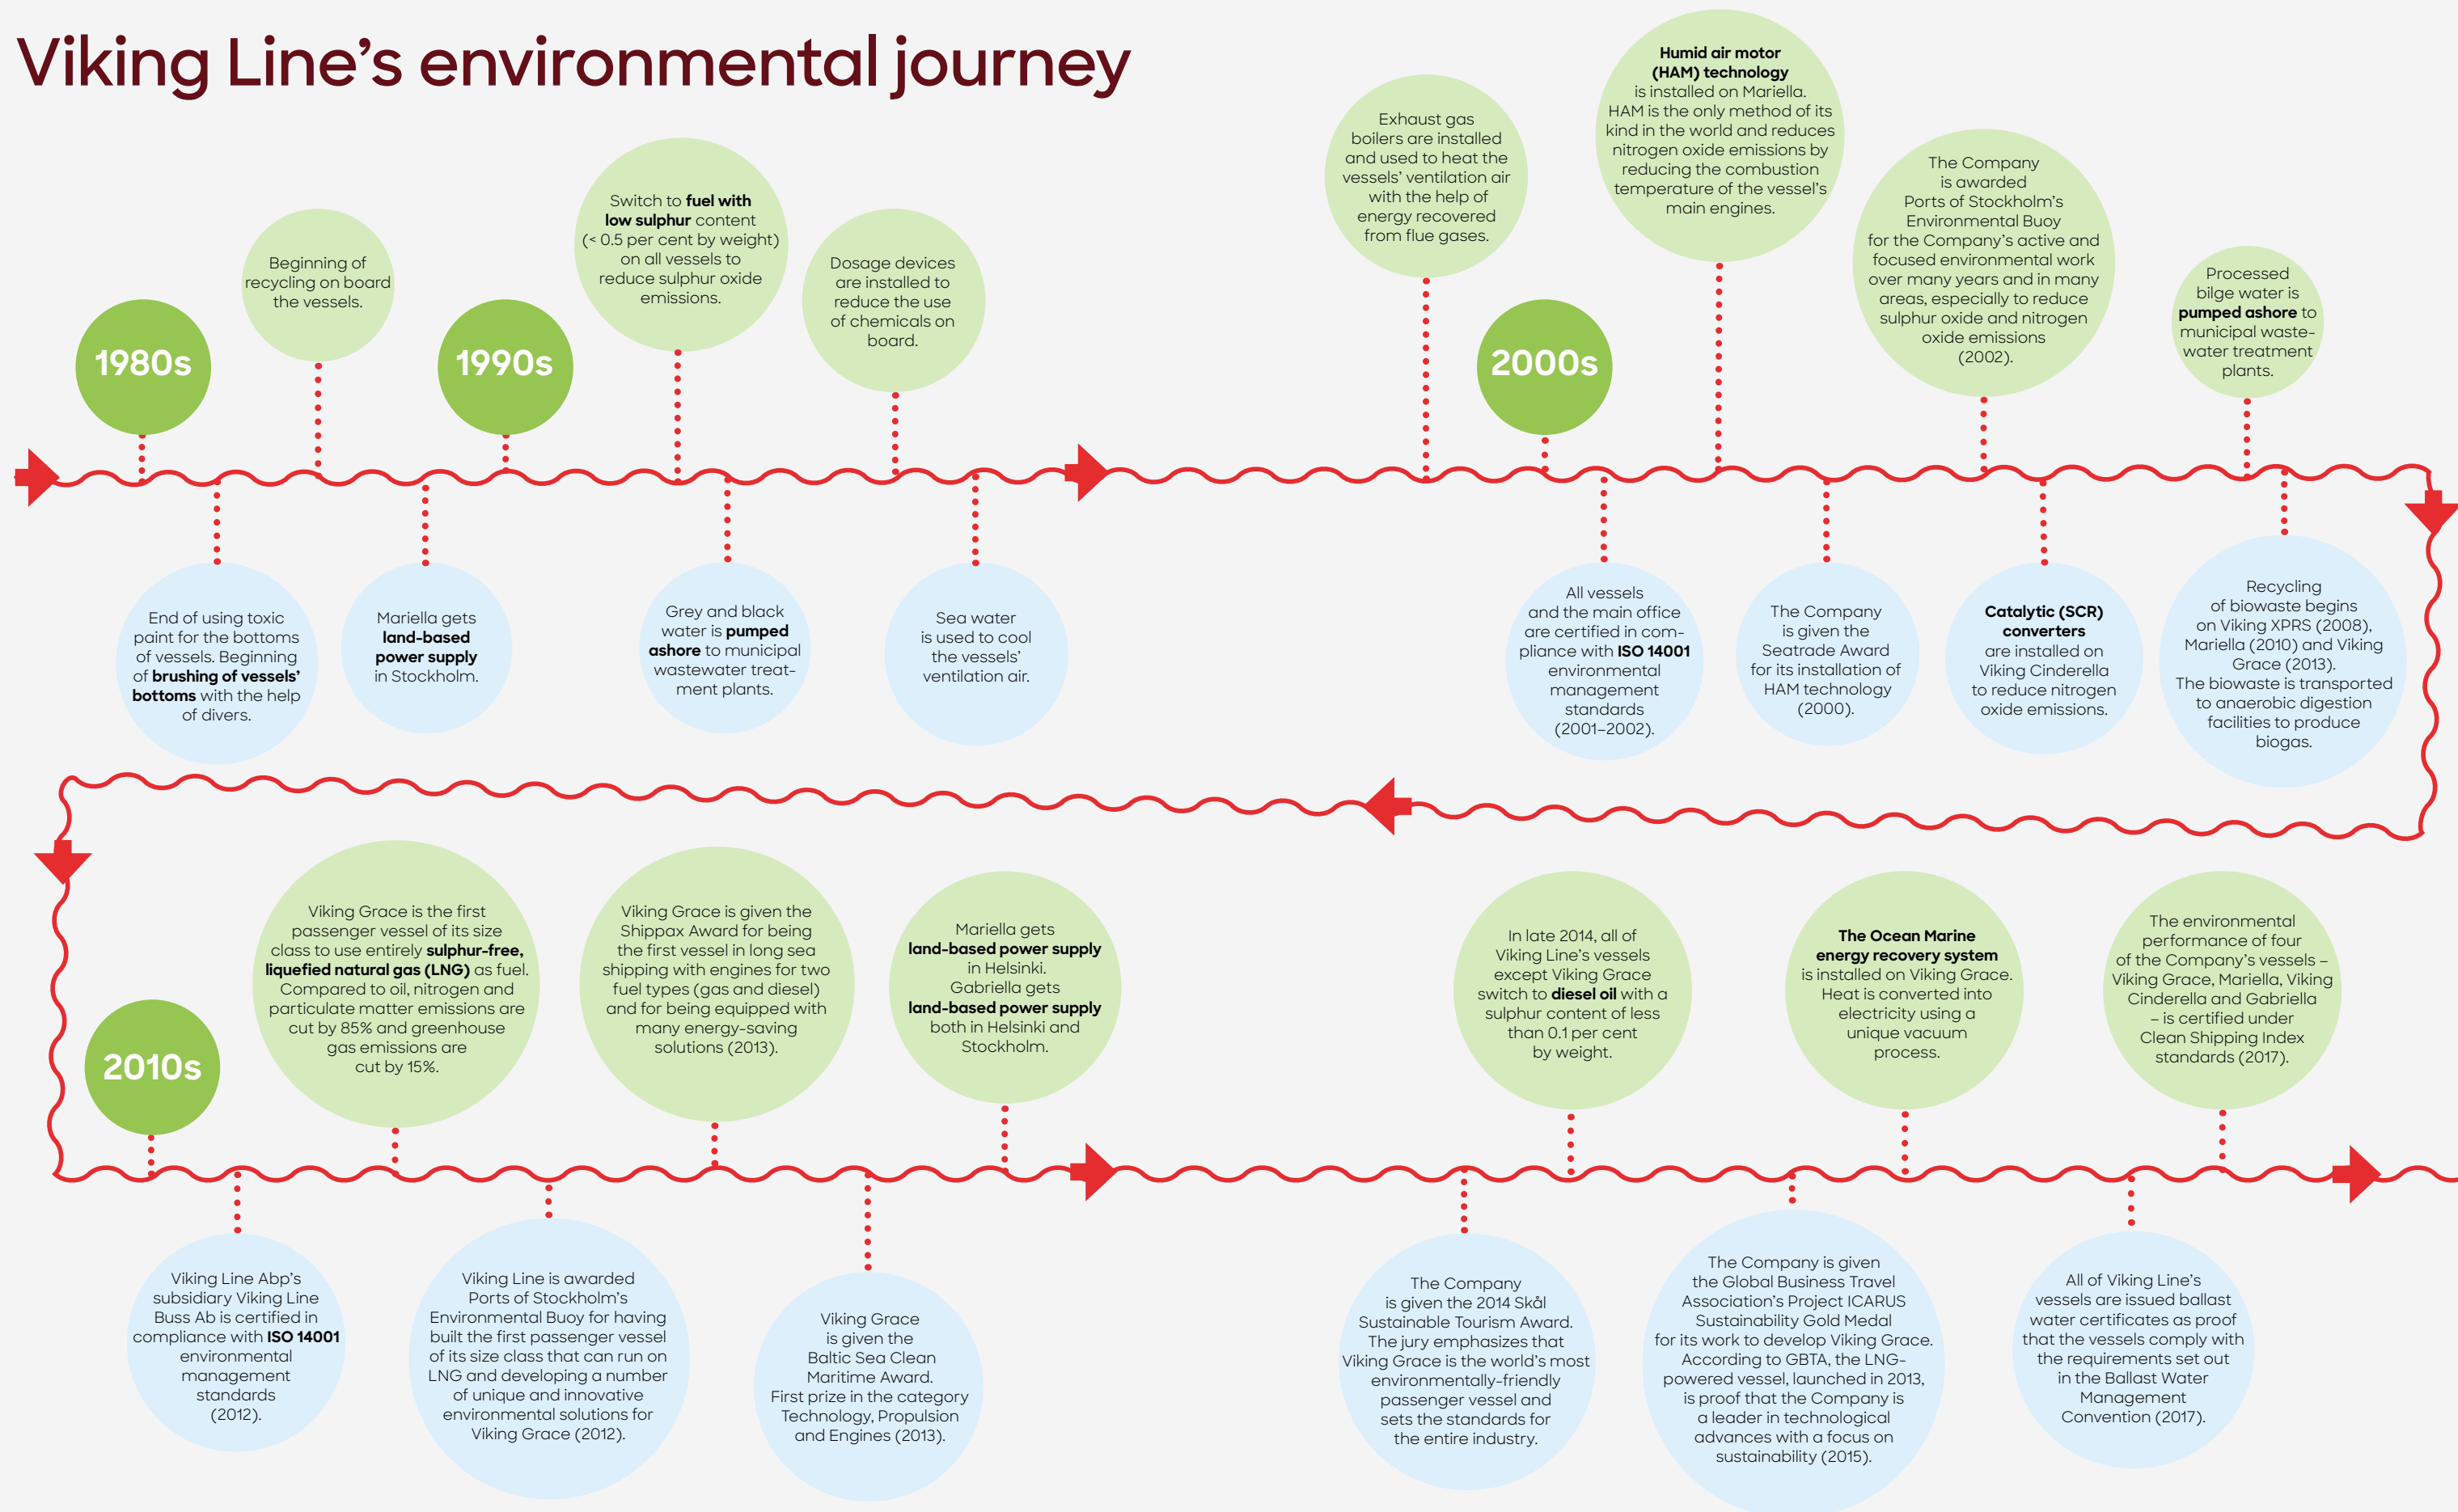 Viking Line's environmental journey
1980s
End of using toxic
paint for the bottoms
of vessels. Beginning
of brushing of vessels'
bottoms with the help
of divers.
Beginning of
recycling on board
the vessels.
Mariella gets
land-based
power supply
in Stockholm.
1990s
Switch to fuel with
low sulphur content
(< 0.5 per cent by weight)
on all vessels to
reduce sulphur oxide
emissions.
Grey and black
water is pumped
ashore to municipal
wastewater treat-
ment plants.
Dosage devices
are installed to
reduce the use
of chemicals on
board.
Sea water
is used to cool
the vessels'
ventilation air.
Exhaust gas
boilers are installed
and used to heat the
vessels' ventilation air
with the help of
energy recovered
from flue gases.
2000s
All vessels
and the main office
are certified in com-
pliance with ISO 14001
environmental
management
standards
(2001–2002).
Humid air motor
(HAM) technology
is installed on Mariella.
HAM is the only method of its
kind in the world and reduces
nitrogen oxide emissions by
reducing the combustion
temperature of the vessel's
main engines.
The Company
is given the
Seatrade Award
for its installation of
HAM technology
(2000).
The Company
is awarded
Ports of Stockholm's
Environmental Buoy
for the Company's active and
focused environmental work
over many years and in many
areas, especially to reduce
sulphur oxide and nitrogen
oxide emissions
(2002).
Catalytic (SCR)
converters
are installed on
Viking Cinderella
to reduce nitrogen
oxide emissions.
Processed
bilge water is
pumped ashore to
municipal waste-
water treatment
plants.
Recycling
of biowaste begins
on Viking XPRS (2008),
Mariella (2010) and Viking
Grace (2013).
The biowaste is transported
to anaerobic digestion
facilities to produce
biogas.
2010s
Viking Line Abp's
subsidiary Viking Line
Buss Ab is certified in
compliance with ISO 14001
environmental
management
standards
(2012).
Viking Grace is the first
passenger vessel of its size
class to use entirely sulphur-free,
liquefied natural gas (LNG) as fuel.
Compared to oil, nitrogen and
particulate matter emissions are
cut by 85% and greenhouse
gas emissions are
cut by 15%.
Viking Line is awarded
Ports of Stockholm's
Environmental Buoy for having
built the first passenger vessel
of its size class that can run on
LNG and developing a number
of unique and innovative
environmental solutions for
Viking Grace (2012).
Viking Grace is given the
Shippax Award for being
the first vessel in long sea
shipping with engines for two
fuel types (gas and diesel)
and for being equipped with
many energy-saving
solutions (2013).
Viking Grace
is given the
Baltic Sea Clean
Maritime Award.
First prize in the category
Technology, Propulsion
and Engines (2013).
Mariella gets
land-based power supply
in Helsinki.
Gabriella gets
land-based power supply
both in Helsinki and
Stockholm.
The Company
is given the 2014 Skål
Sustainable Tourism Award.
The jury emphasizes that
Viking Grace is the world's most
environmentally-friendly
passenger vessel and
sets the standards for
the entire industry.
In late 2014, all of
Viking Line's vessels
except Viking Grace
switch to diesel oil with a
sulphur content of less
than 0.1 per cent
by weight.
The Company is given
the Global Business Travel
Association's Project ICARUS
Sustainability Gold Medal
for its work to develop Viking Grace.
According to GBTA, the LNG-
powered vessel, launched in 2013,
is proof that the Company is
a leader in technological
advances with a focus on
sustainability (2015).
The Ocean Marine
energy recovery system
is installed on Viking Grace.
Heat is converted into
electricity using a
unique vacuum
process.
All of Viking Line's
vessels are issued ballast
water certificates as proof
that the vessels comply with
the requirements set out
in the Ballast Water
Management
Convention (2017).
The environmental
performance of four
of the Company's vessels –
Viking Grace, Mariella, Viking
Cinderella and Gabriella
– is certified under
Clean Shipping Index
standards (2017).